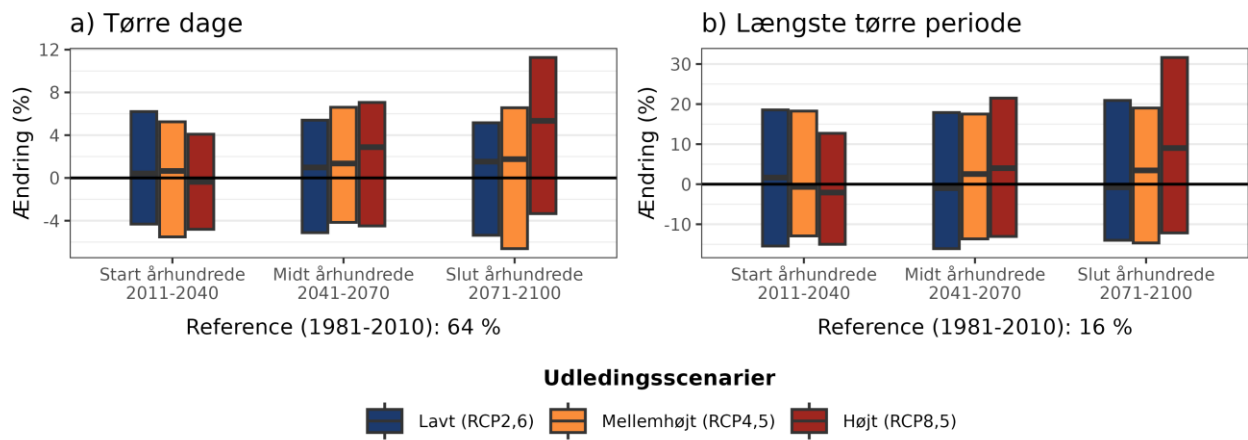 a) Tørre dage
Ændring (%)
12
8
4
0
-4
Start århundrede
2011-2040
Midt århundrede
2041-2070
Slut århundrede
2071-2100
Reference (1981-2010): 64 %
b) Længste tørre periode
Ændring (%)
30
20
10
0
-10
Start århundrede
2011-2040
Midt århundrede
2041-2070
Slut århundrede
2071-2100
Reference (1981-2010): 16 %
Udledingsscenarier
Lavt (RCP2,6)
Mellemhøjt (RCP4,5)
Højt (RCP8,5)